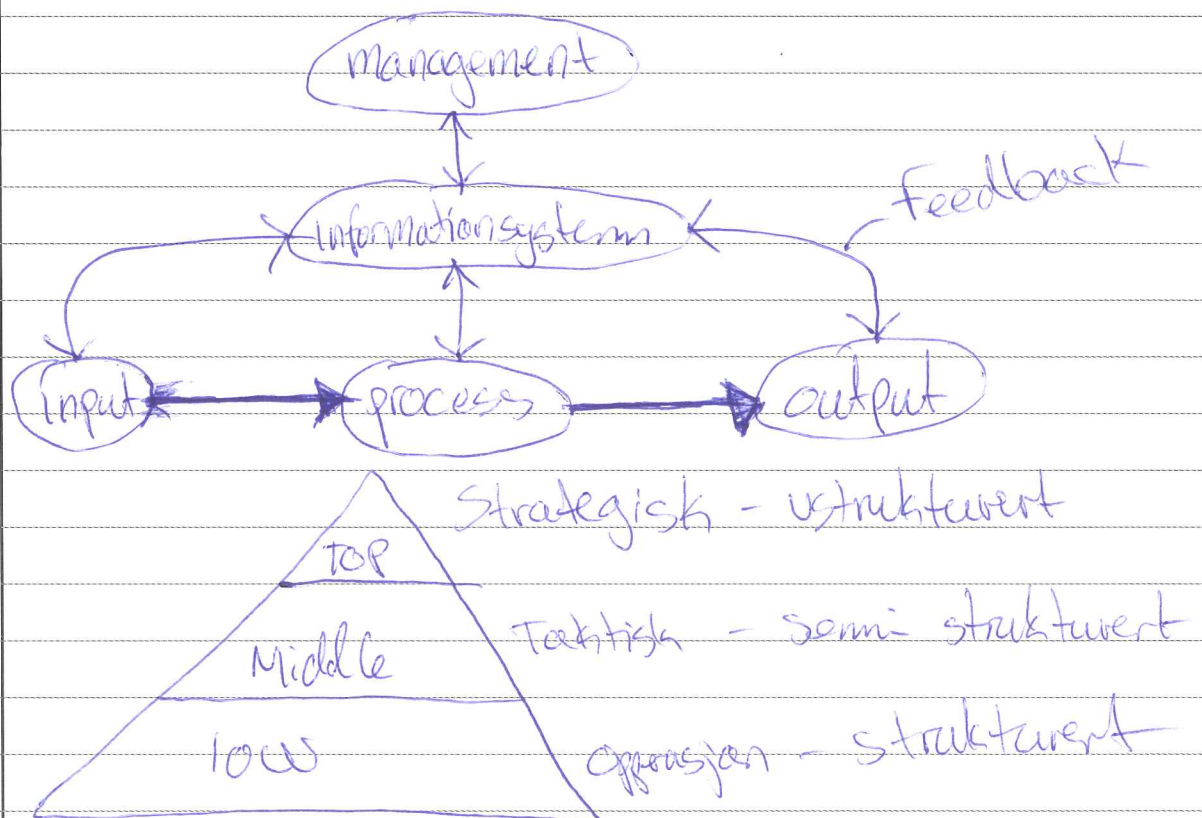 management
Feedback
informationsystem
input process output
Strategisk - ustrukturert
TOP
Taktisk - semi strukturert
Middle
low
opprasjon - strukturert